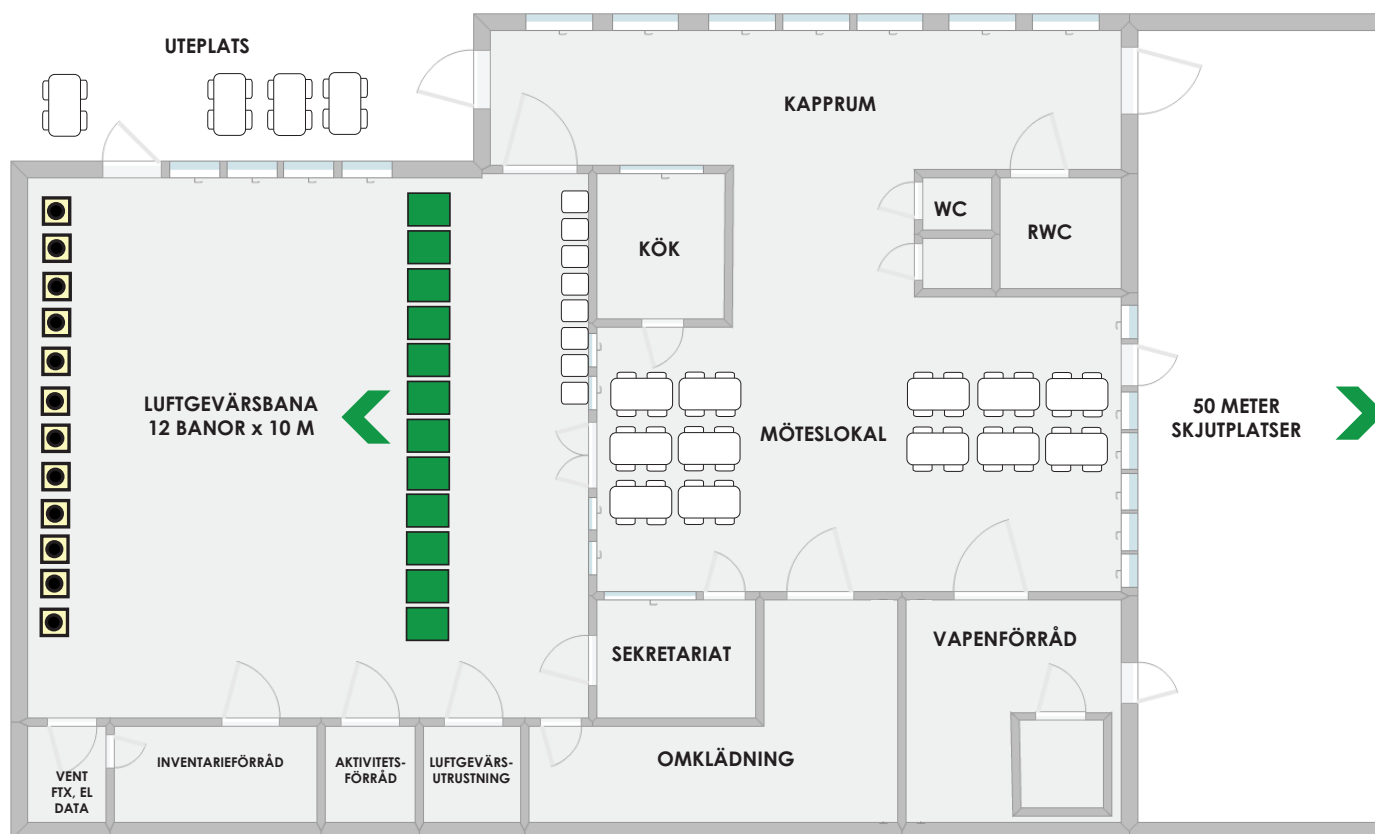 UTEPLATS
KAPPRUM
WC
RWC
KÖK
LUFTGEVÄRSBANA
12 BANOR x 10 M
MÖTESLOKAL
50 METER
SKJUTPLATSER
SEKRETARIAT
VAPENFÖRRÅD
OMKLÄDNING
INVENTARIEFÖRRÅD
AKTIVITETS-
FÖRRÅD
LUFTGEVÄRS-
UTRUSTNING
VENT
FTX, EL
DATA